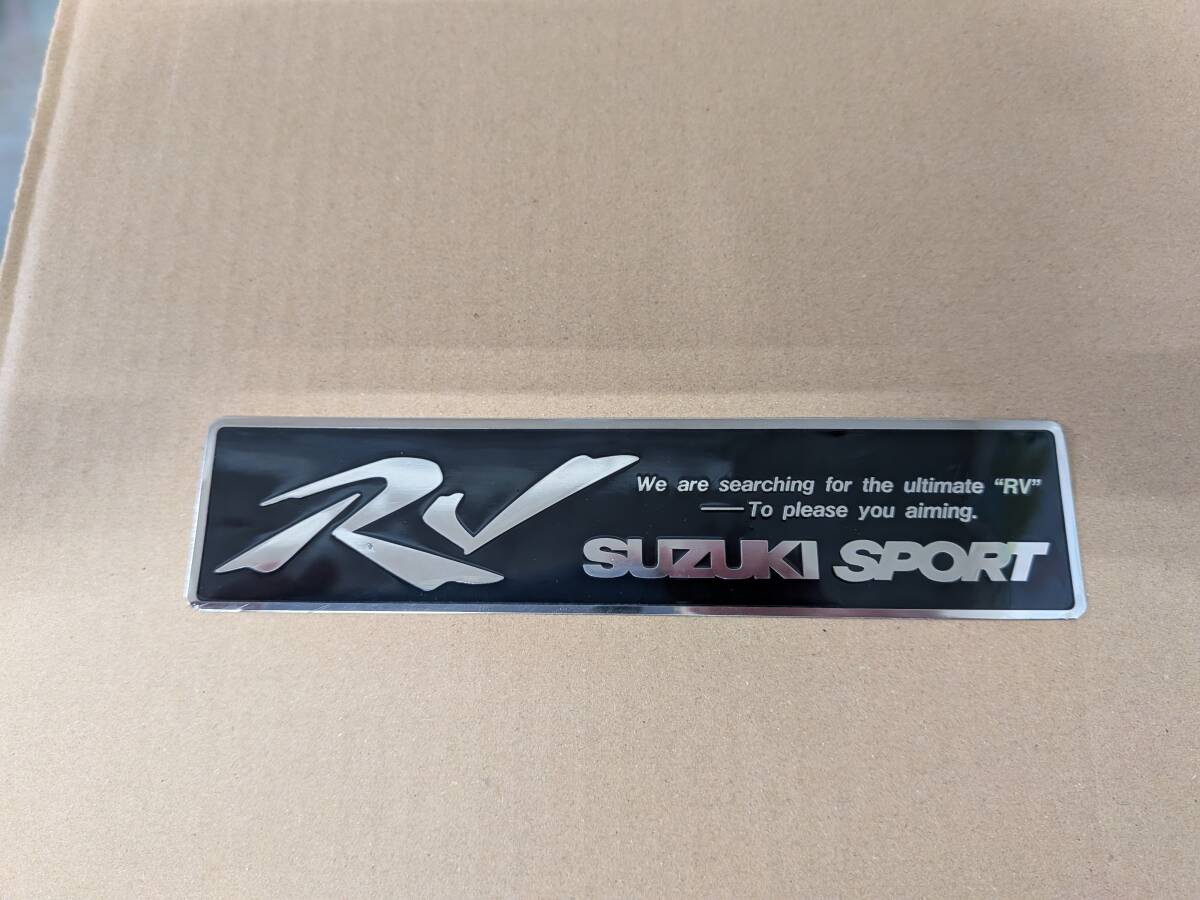 RV
We are searching for the ultimate “RV”
—To please you aiming.
SUZUKI SPORT